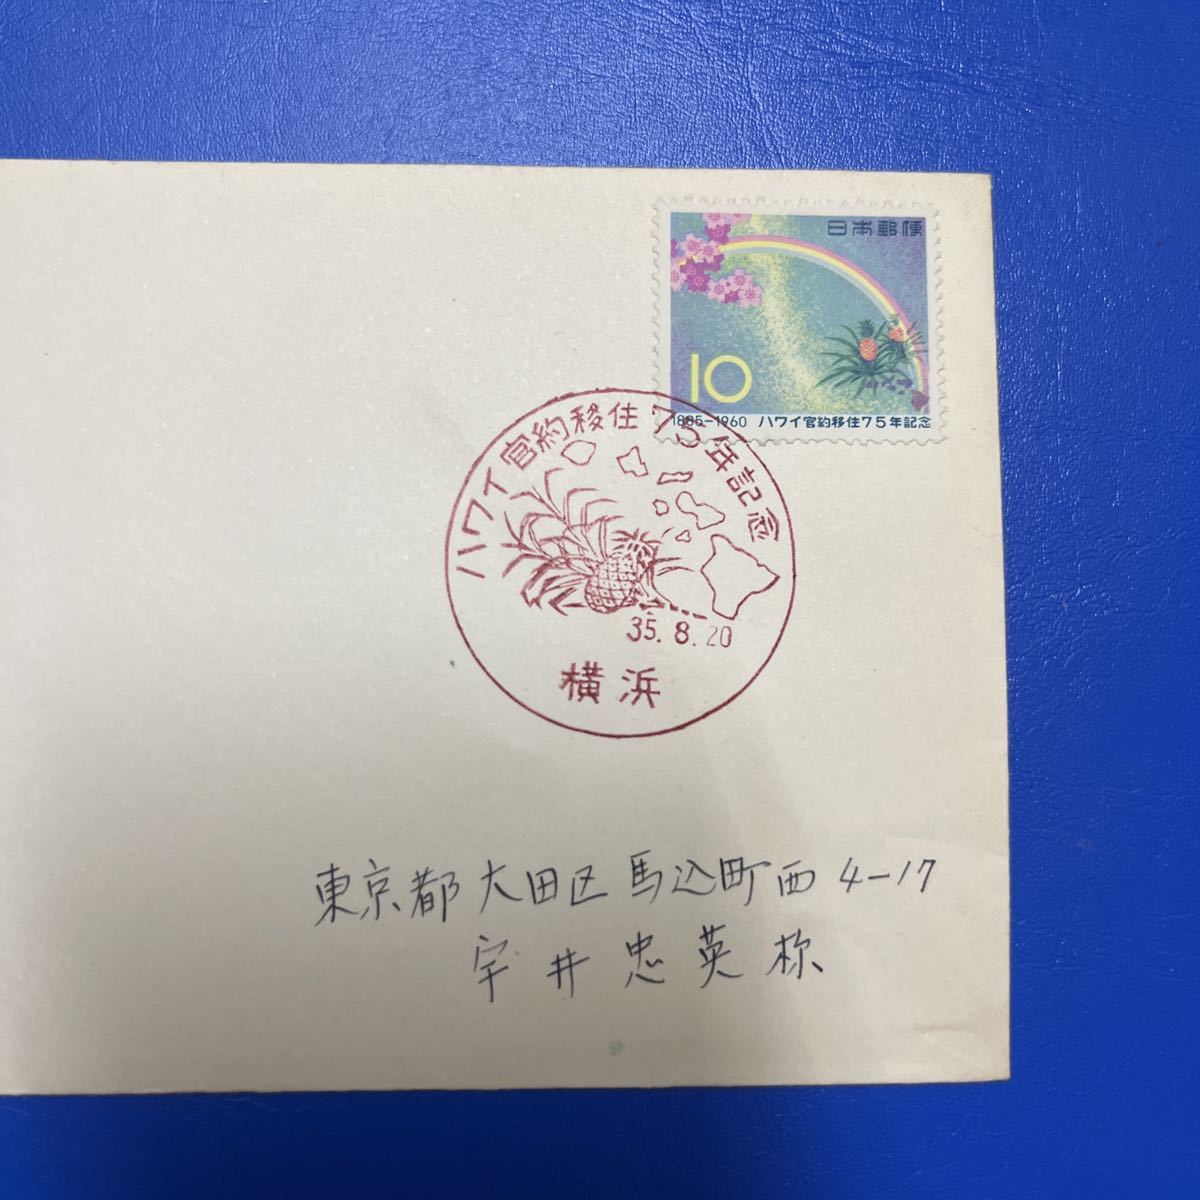 日本郵便
10
1885-1960 ハワイ官約移住75年記念
ハワイ官約移住75年記念
35.8.20
横浜
東京都大田区馬込町西4-17
宇井忠英様